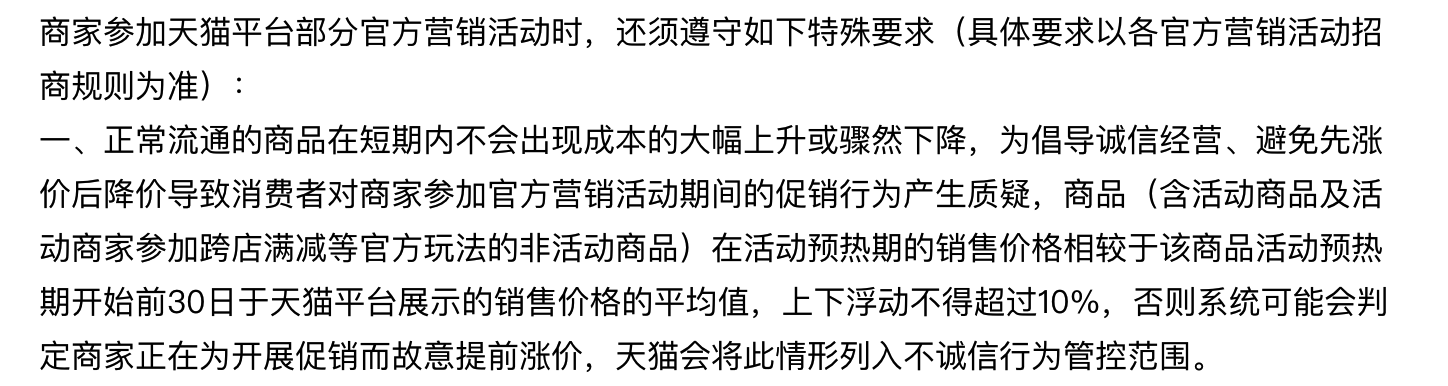 商家参加天猫平台部分官方营销活动时，还须遵守如下特殊要求（具体要求以各官方营销活动招
商规则为准）：
一、正常流通的商品在短期内不会出现成本的大幅上升或骤然下降，为倡导诚信经营、避免先涨
价后降价导致消费者对商家参加官方营销活动期间的促销行为产生质疑，商品（含活动商品及活
动商家参加跨店满减等官方玩法的非活动商品）在活动预热期的销售价格相较于该商品活动预热
期开始前30日于天猫平台展示的销售价格的平均值，上下浮动不得超过10%，否则系统可能会判
定商家正在为开展促销而故意提前涨价，天猫会将此情形列入不诚信行为管控范围。